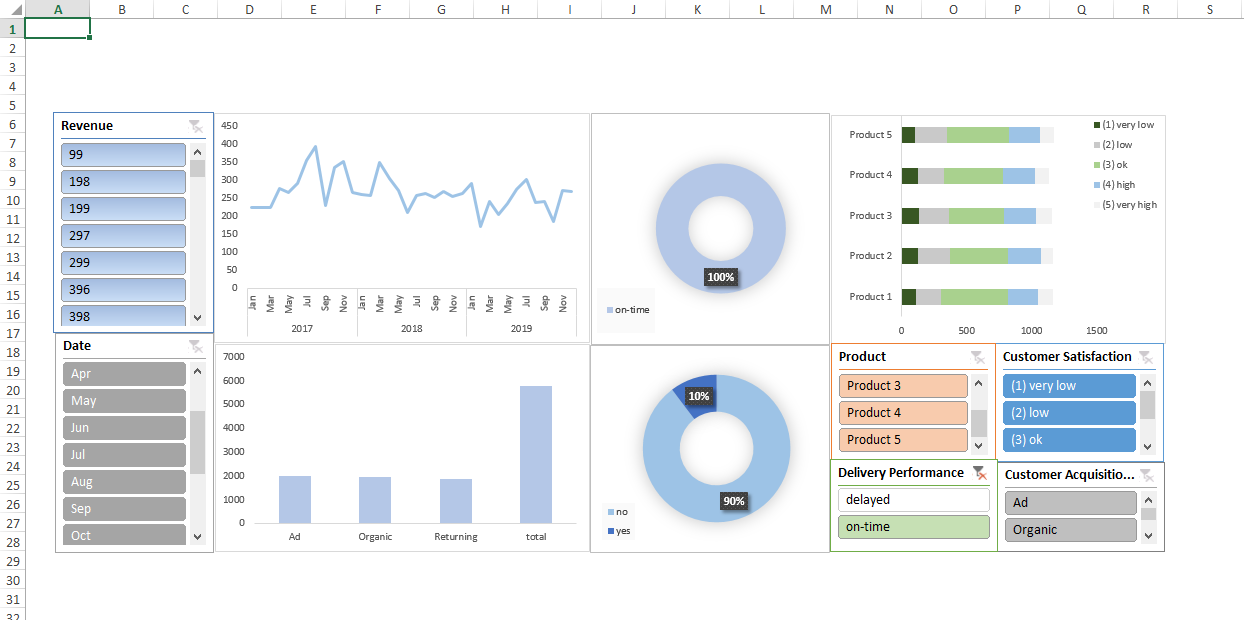 A B C D E F G H I J K L M N O P Q R S
1
2
3
4
5
6
7
8
9
10
11
12
13
14
15
16
17
18
19
20
21
22
23
24
25
26
27
28
29
30
31
32
Revenue
99
198
199
297
299
396
398
450
400
350
300
250
200
150
100
50
0
Jan Mar May Jul Sep Nov Jan Mar May Jul Sep Nov Jan Mar May Jul Sep Nov
2017 2018 2019
100%
on-time
Product 5
Product 4
Product 3
Product 2
Product 1
0 500 1000 1500
(1) very low
(2) low
(3) ok
(4) high
(5) very high
Date
Apr
May
Jun
Jul
Aug
Sep
Oct
7000
6000
5000
4000
3000
2000
1000
0
Ad Organic Returning total
10%
90%
no
yes
Product
Product 3
Product 4
Product 5
Customer Satisfaction
(1) very low
(2) low
(3) ok
Delivery Performance
delayed
on-time
Customer Acquisitio...
Ad
Organic